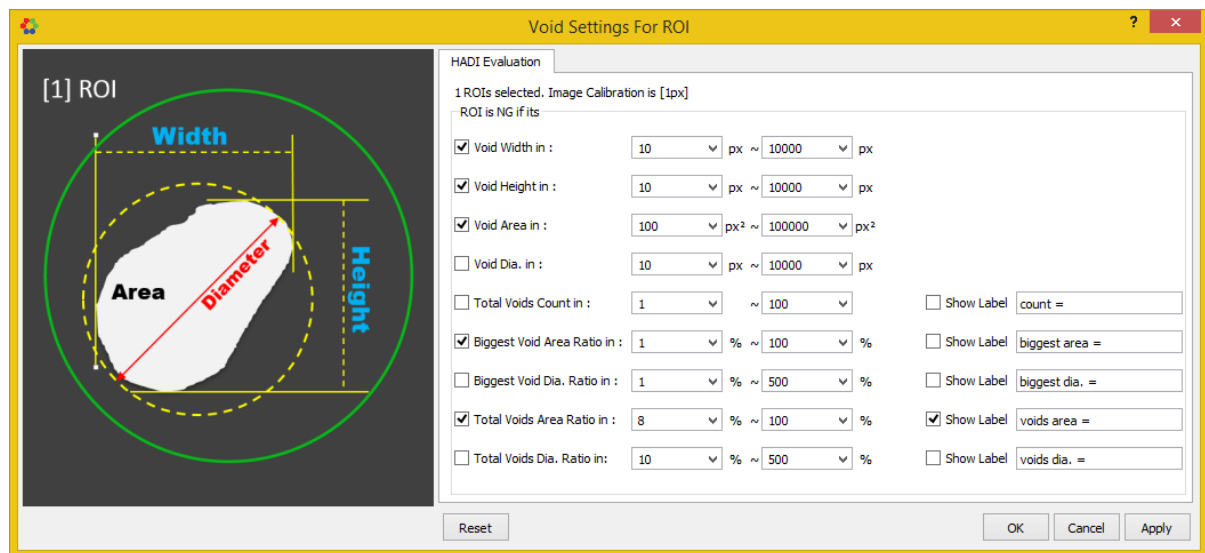 Void Settings For ROI
?
[1] ROI
Width
Height
Area
Diameter
HADI Evaluation
1 ROIs selected. Image Calibration is [1px]
ROI is NG if its
Void Width in : 10 px ~ 10000 px
Void Height in : 10 px ~ 10000 px
Void Area in : 100 px² ~ 100000 px²
Void Dia. in : 10 px ~ 10000 px
Total Voids Count in : 1 ~ 100 Show Label count =
Biggest Void Area Ratio in : 1 % ~ 100 % Show Label biggest area =
Biggest Void Dia. Ratio in : 1 % ~ 500 % Show Label biggest dia. =
Total Voids Area Ratio in : 8 % ~ 100 % Show Label voids area =
Total Voids Dia. Ratio in: 10 % ~ 500 % Show Label voids dia. =
Reset OK Cancel Apply